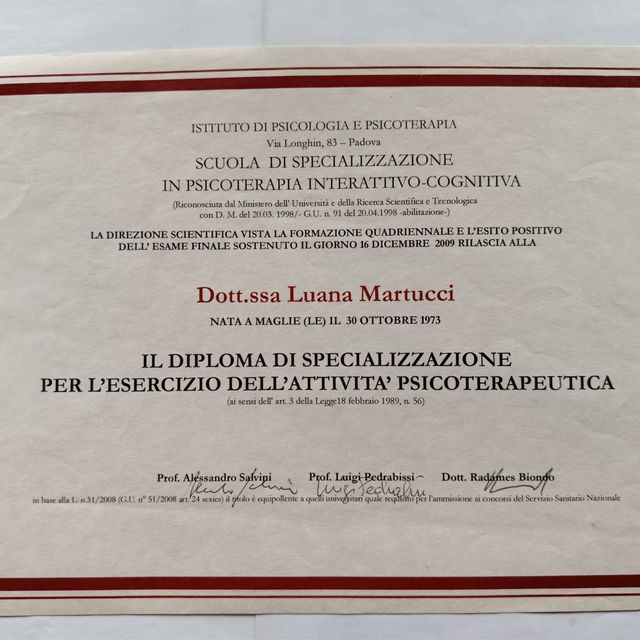 ISTITUTO DI PSICOLOGIA E PSICOTERAPIA
Via Longhin, 83 – Padova
SCUOLA DI SPECIALIZZAZIONE
IN PSICOTERAPIA INTERATTIVO-COGNITIVA
(Riconosciuta dal Ministero dell' Università e della Ricerca Scientifica e Tecnologica
con D. M. del 20.03. 1998/- G.U. n. 91 del 20.04.1998 -abilitazione-)
LA DIREZIONE SCIENTIFICA VISTA LA FORMAZIONE QUADRIENNALE E L'ESITO POSITIVO
DELL' ESAME FINALE SOSTENUTO IL GIORNO 16 DICEMBRE 2009 RILASCIA ALLA
Dott.ssa Luana Martucci
NATA A MAGLIE (LE) IL 30 OTTOBRE 1973
IL DIPLOMA DI SPECIALIZZAZIONE
PER L'ESERCIZIO DELL'ATTIVITA' PSICOTERAPEUTICA
(ai sensi dell' art. 3 della Legge18 febbraio 1989, n. 56)
Prof. Alessandro Salvini Prof. Luigi Pedrabissi Dott. Radames Biondo
in base alla L. n.31/2008 (G.U. n° 51/2008 art. 24 sexies) il titolo è equipollente a quelli universitari quale requisito per l'ammissione ai concorsi del Servizio Sanitario Nazionale